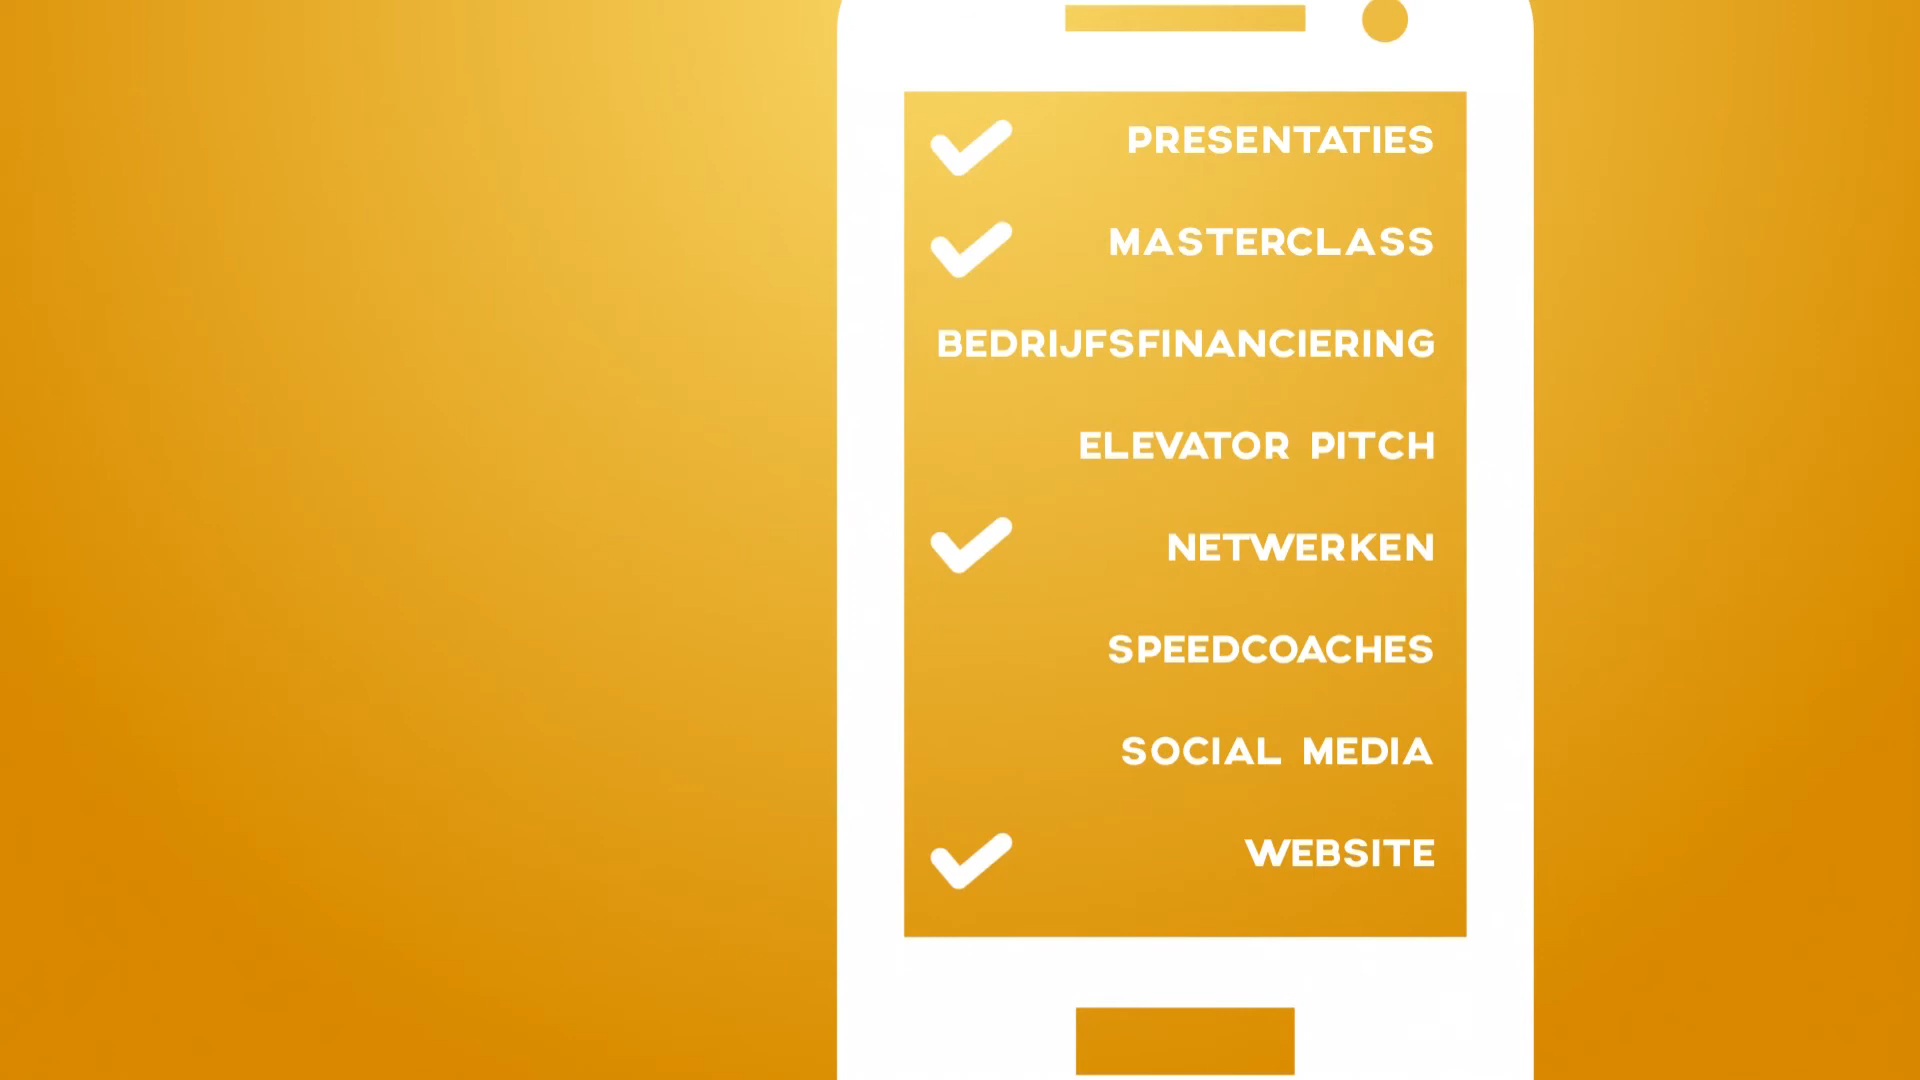 PRESENTATIES
MASTERCLASS
BEDRIJFSFINANCIERING
ELEVATOR PITCH
NETWERKEN
SPEEDCOACHES
SOCIAL MEDIA
WEBSITE